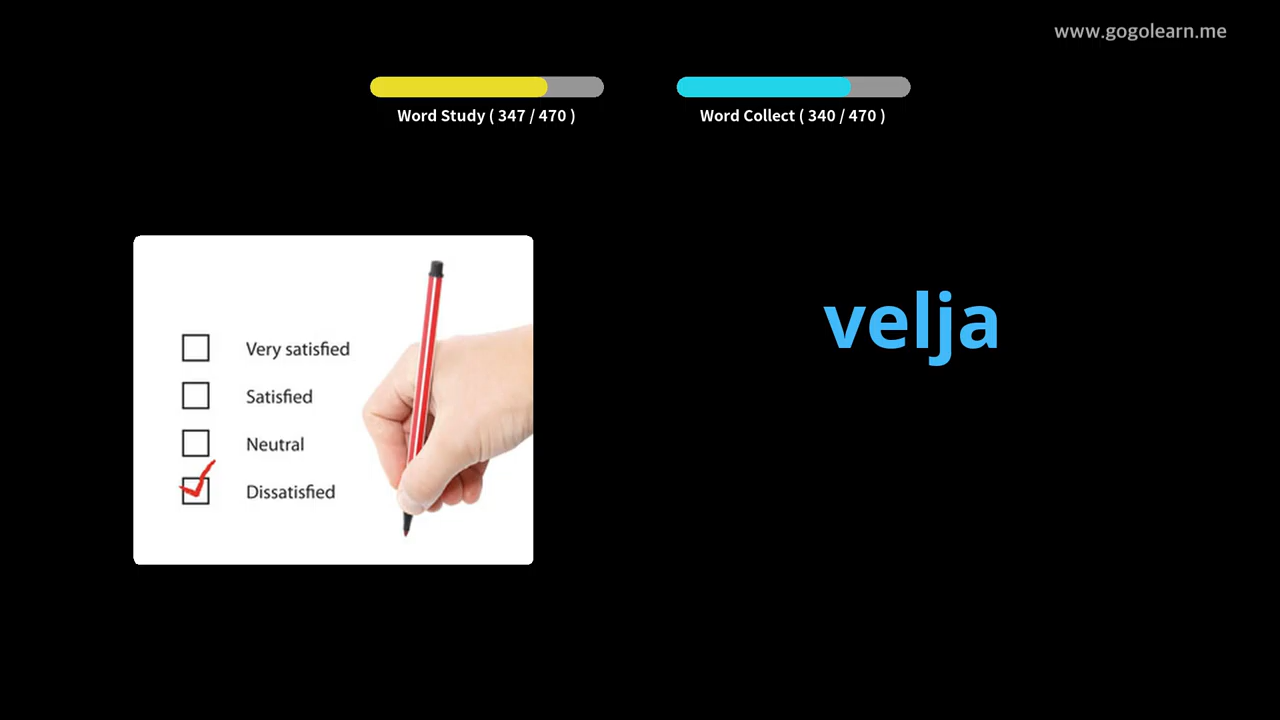 www.gogolearn.me
Word Study ( 347 / 470 )
Word Collect ( 340 / 470 )
velja
Very satisfied
Satisfied
Neutral
Dissatisfied